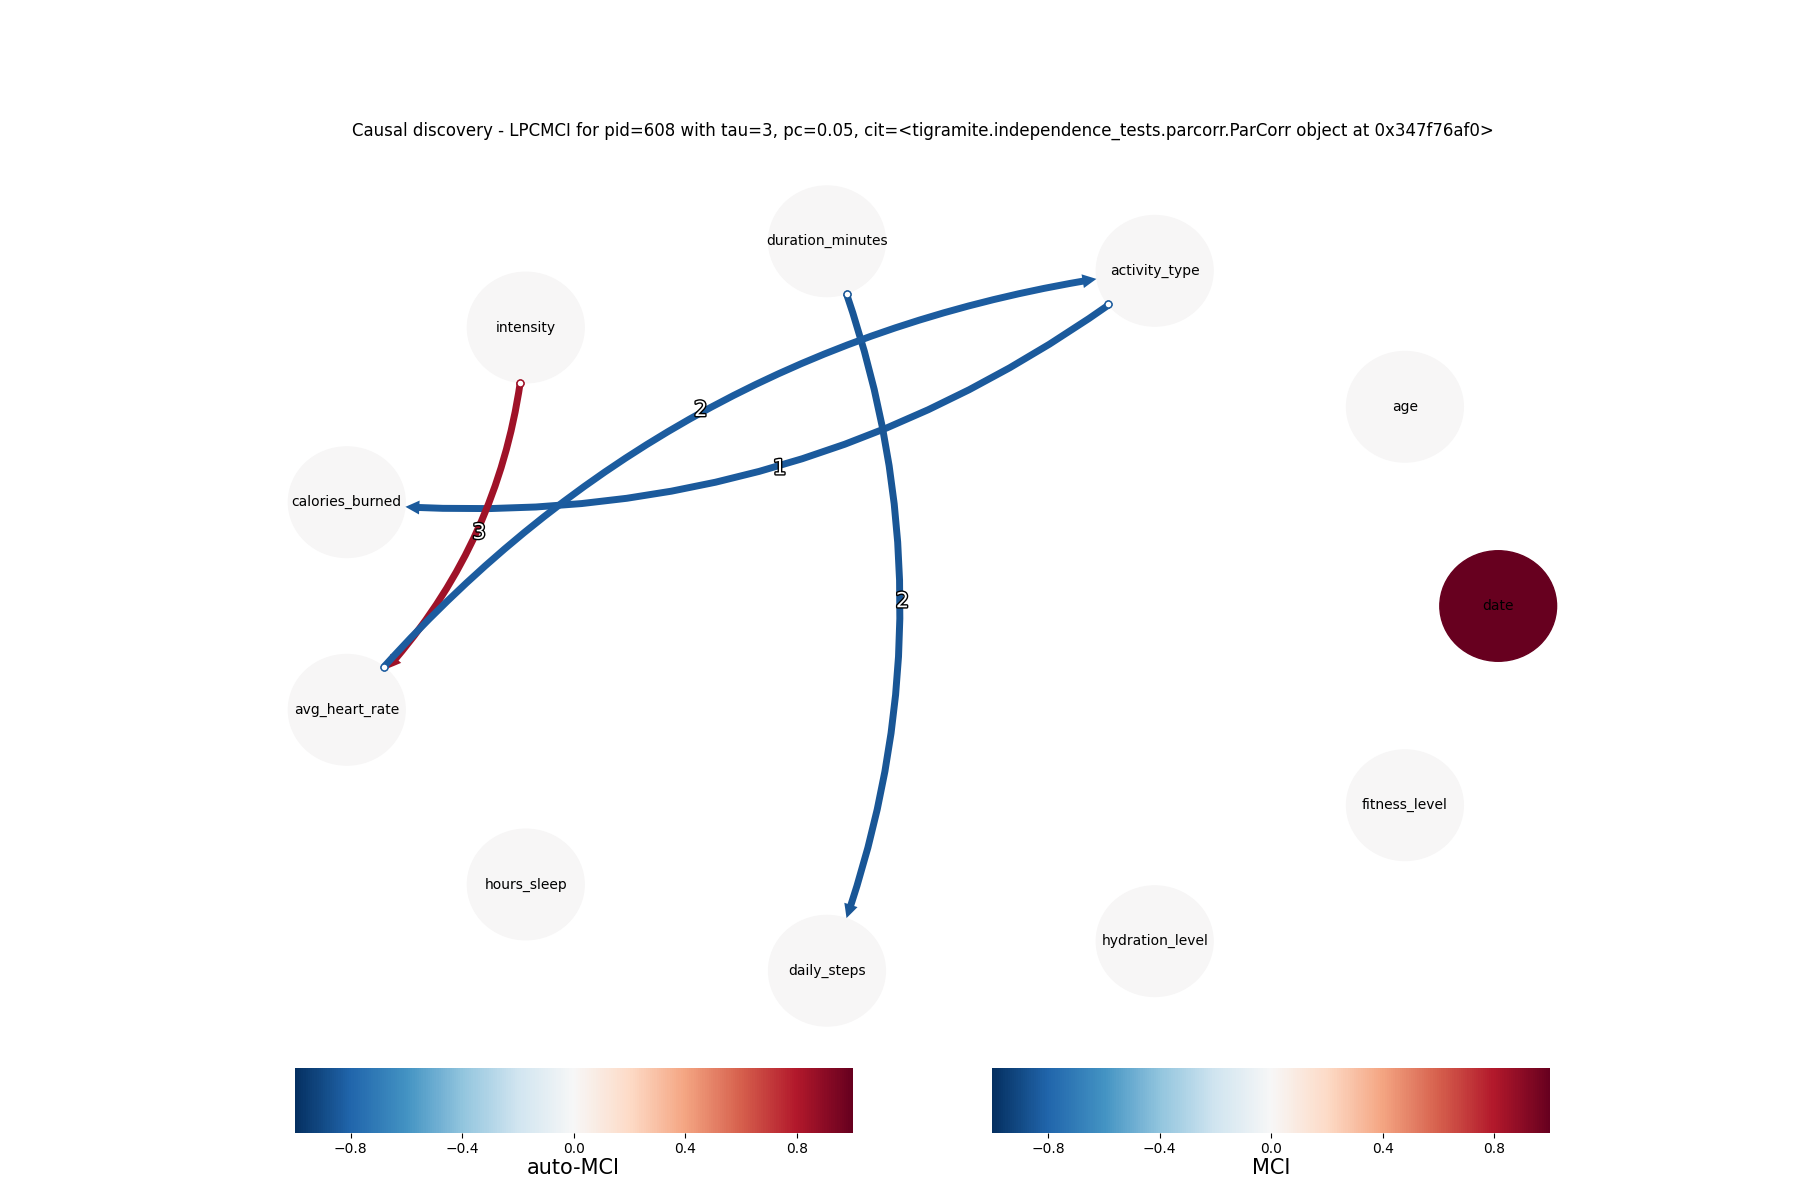 Causal discovery - LPCMCI for pid=608 with tau=3, pc=0.05, cit=<tigramite.independence_tests.parcorr.ParCorr object at 0x347f76af0>
duration_minutes
activity_type
intensity
age
2
1
calories_burned
3
2
date
avg_heart_rate
fitness_level
hours_sleep
hydration_level
daily_steps
−0.8 −0.4 0.0 0.4 0.8
auto-MCI
−0.8 −0.4 0.0 0.4 0.8
MCI